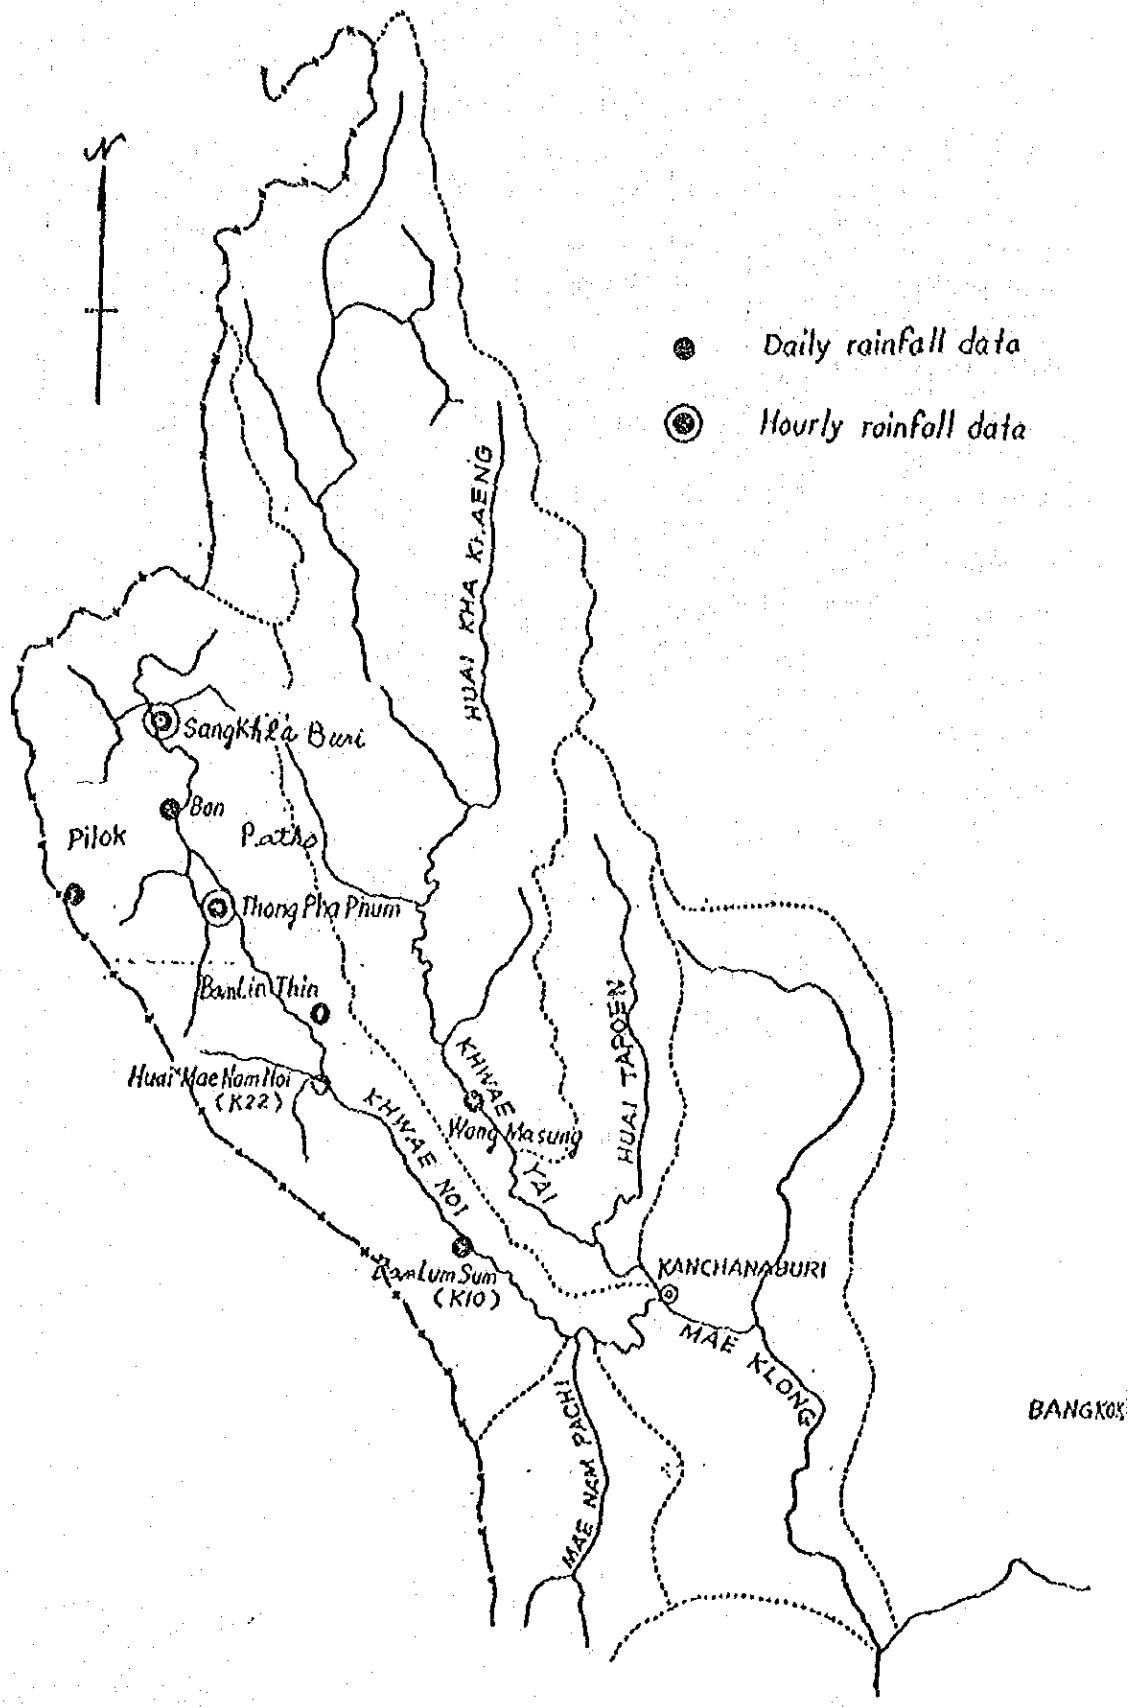 N
Daily rainfall data
Hourly rainfall data
HUAI KHA KHAENG
Sangkhla Buri
Bon
Pilok
Patho
Thong Pha Phum
Ban Lin Thin
HUAI TAPOEN
KHWAE YAI
Huai Mae Nam Noi
(K22)
KHWAE NOI
Wang Masung
Ban Lum Sum
(K10)
KANCHANABURI
MAE KLONG
MAE NAM PACHI
BANGKOK